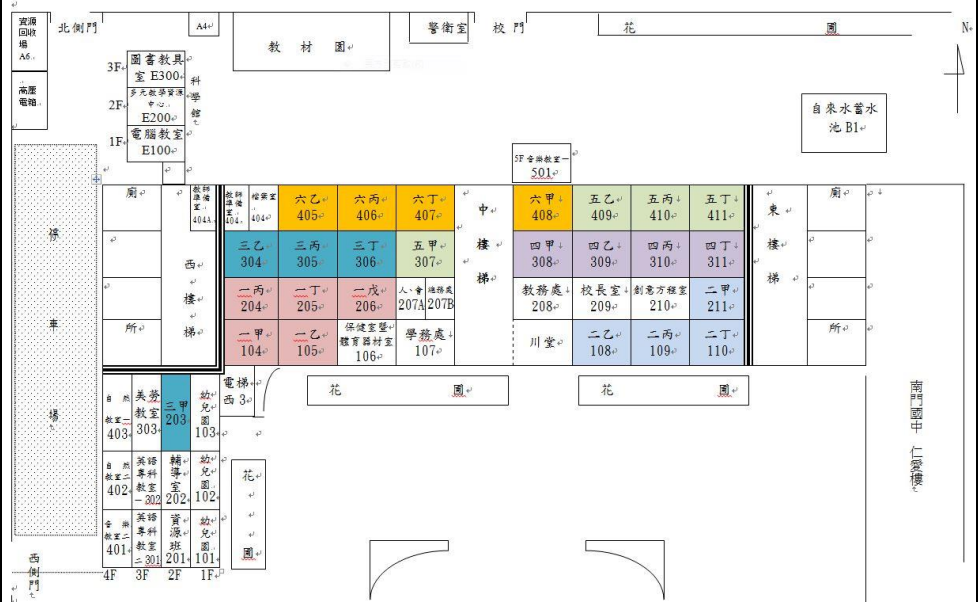 資源
回收
場
A6
北側門
A4
教 材 園
警衛室
校 門
花 圃
N
高壓
電箱
3F
圖書教具
室 E300
2F
多元教學資源
中心
E200
1F
電腦教室
E100
科學館
自來水蓄水
池 B1
5F 音樂教室一
501
停車場
廁所
西樓梯
教師
準備
室
404A
教師
準備
室
404
檔案室
404
六乙
405
六丙
406
六丁
407
中樓梯
六甲
408
五乙
409
五丙
410
五丁
411
東樓梯
廁所
三乙
304
三丙
305
三丁
306
五甲
307
四甲
308
四乙
309
四丙
310
四丁
311
一丙
204
一丁
205
一戊
206
人、會
207A
總務處
207B
教務處
208
校長室
209
創意方程室
210
二甲
211
一甲
104
一乙
105
保健室暨
體育器材室
106
學務處
107
川堂
二乙
108
二丙
109
二丁
110
自然
教室三
403
美勞
教室
303
三甲
203
幼兒園
103
電梯
西 3
花 圃
花 圃
自然
教室二
402
英語
專科
教室
一 302
輔導室
202
幼兒園
102
花圃
音樂
教室二
401
英語
專科
教室
二 301
資源班
201
幼兒園
101
4F 3F 2F 1F
西側門
南門國中 仁愛樓